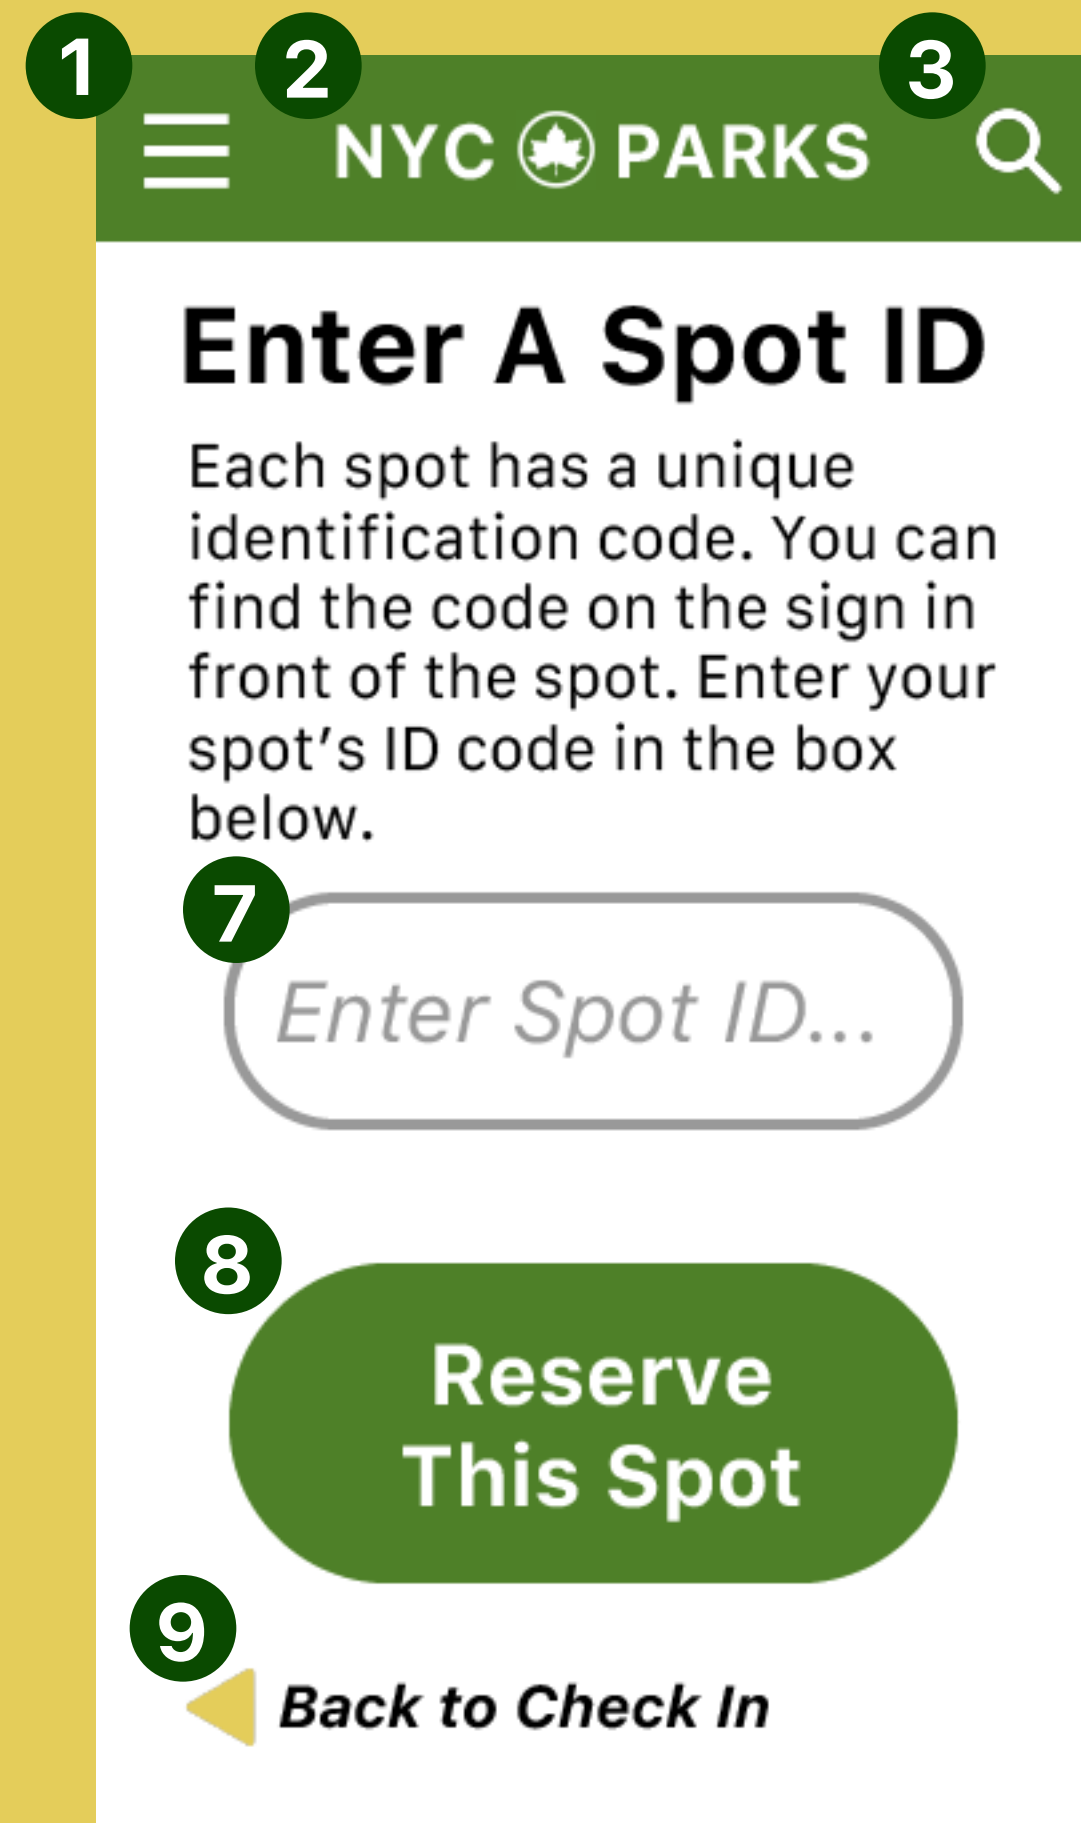 1 2 3
NYC PARKS
Enter A Spot ID
Each spot has a unique
identification code. You can
find the code on the sign in
front of the spot. Enter your
spot’s ID code in the box
below.
7
Enter Spot ID...
8
Reserve
This Spot
9
Back to Check In